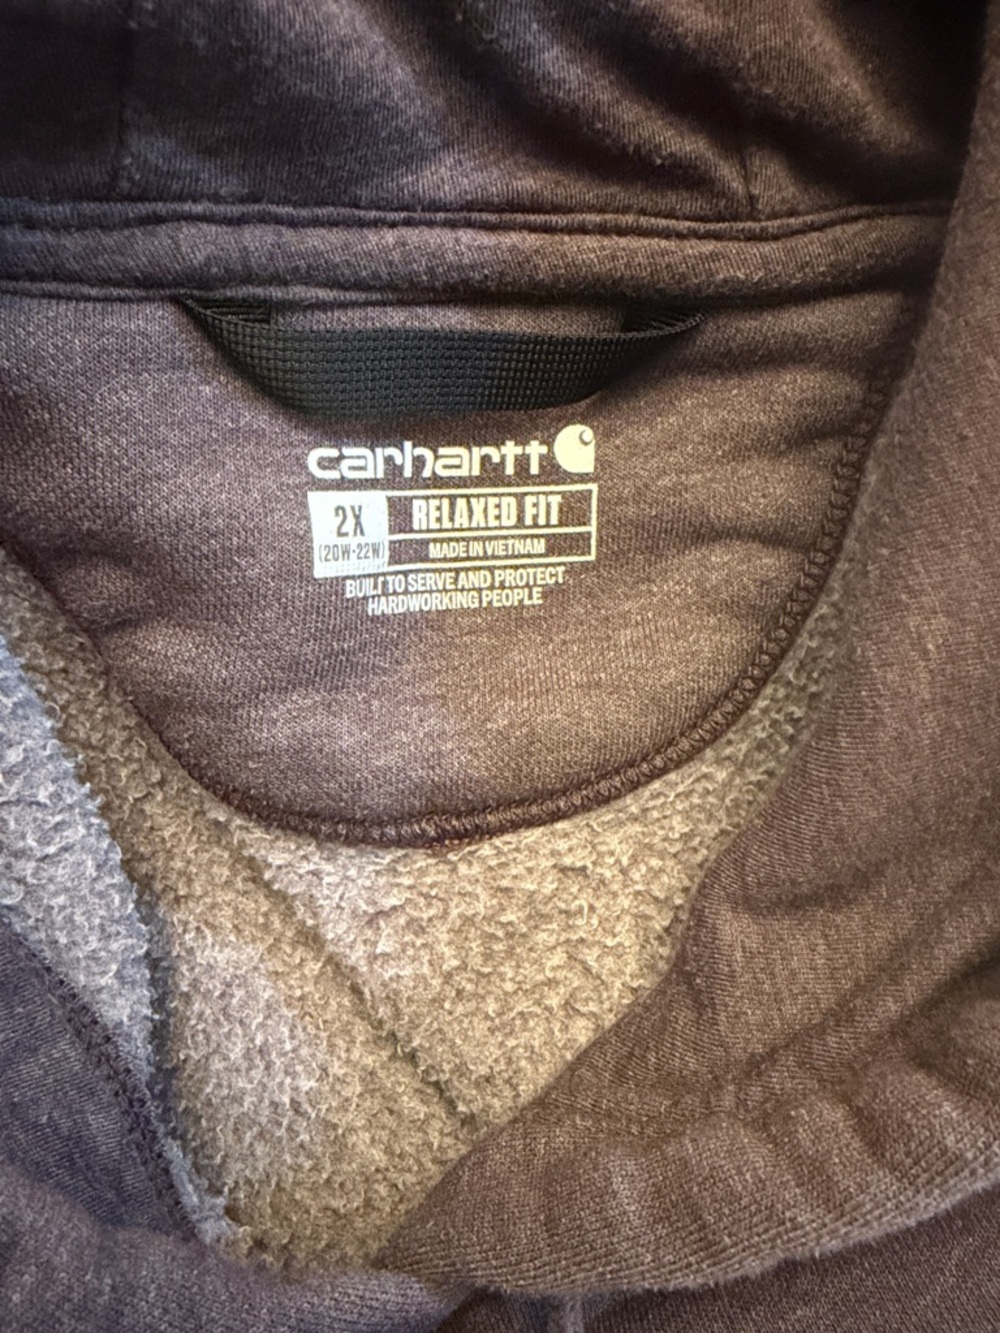 carhartt
2X
(20W-22W)
RELAXED FIT
MADE IN VIETNAM
BUILT TO SERVE AND PROTECT
HARDWORKING PEOPLE